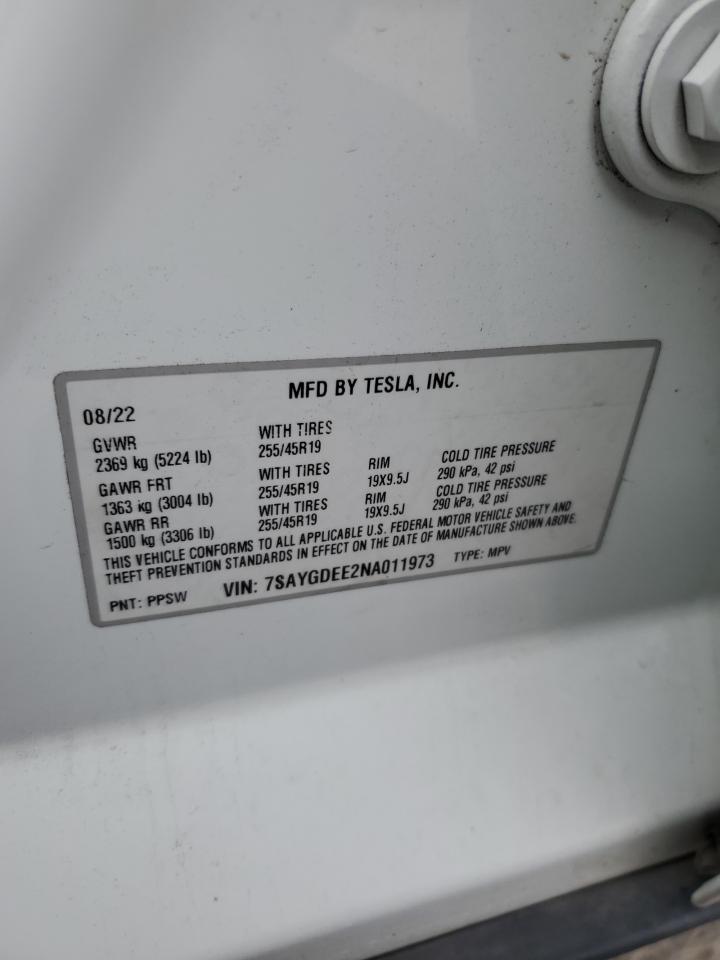 MFD BY TESLA, INC.
08/22
GVWR WITH TIRES
2369 kg (5224 lb) 255/45R19
GAWR FRT WITH TIRES RIM COLD TIRE PRESSURE
1363 kg (3004 lb) 255/45R19 19X9.5J 290 kPa, 42 psi
GAWR RR WITH TIRES RIM COLD TIRE PRESSURE
1500 kg (3306 lb) 255/45R19 19X9.5J 290 kPa, 42 psi
THIS VEHICLE CONFORMS TO ALL APPLICABLE U.S. FEDERAL MOTOR VEHICLE SAFETY AND
THEFT PREVENTION STANDARDS IN EFFECT ON THE DATE OF MANUFACTURE SHOWN ABOVE.
PNT: PPSW VIN: 7SAYGDEE2NA011973 TYPE: MPV